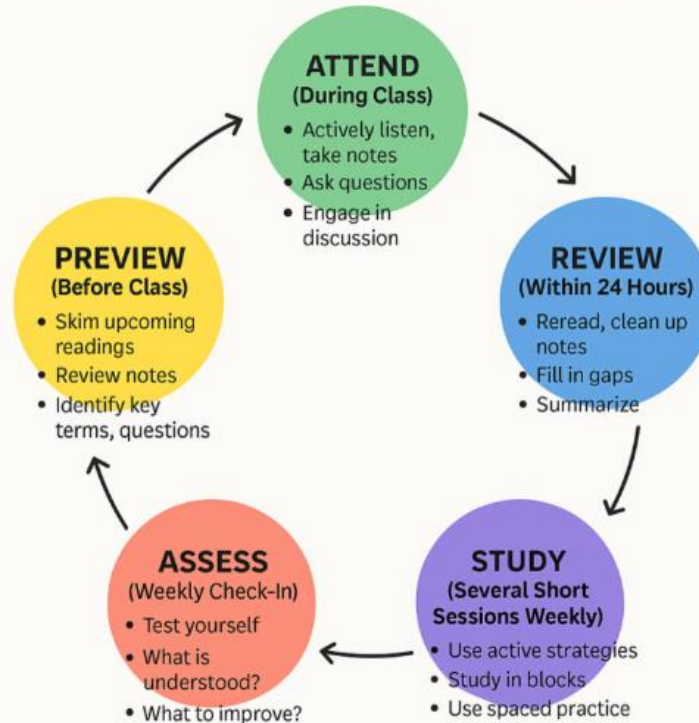 ATTEND
(During Class)
• Actively listen,
take notes
• Ask questions
• Engage in
discussion
REVIEW
(Within 24 Hours)
• Reread, clean up
notes
• Fill in gaps
• Summarize
STUDY
(Several Short
Sessions Weekly)
• Use active strategies
• Study in blocks
• Use spaced practice
ASSESS
(Weekly Check-In)
• Test yourself
• What is
understood?
• What to improve?
PREVIEW
(Before Class)
• Skim upcoming
readings
• Review notes
• Identify key
terms, questions